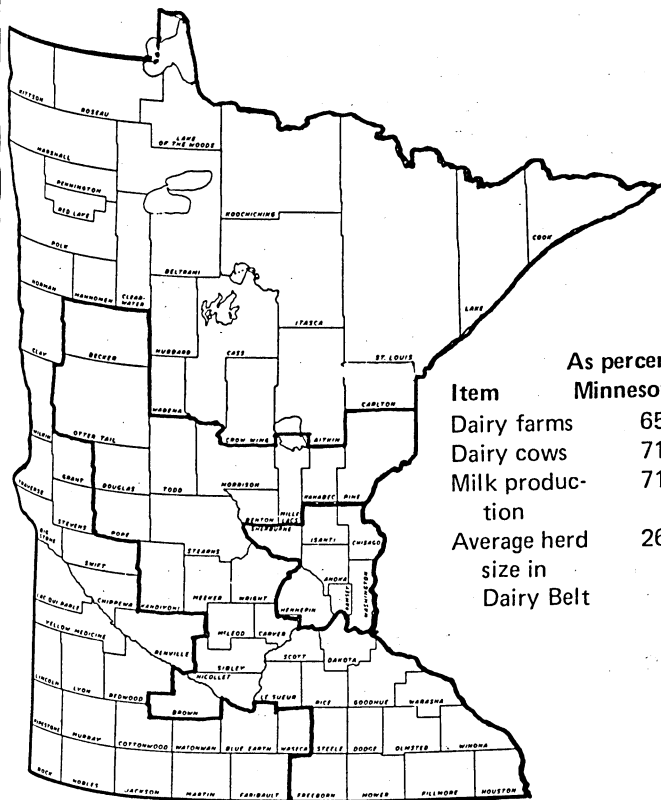 KITTSON
ROSEAU
LAKE
OF THE WOODS
MARSHALL
PENNINGTON
RED LAKE
KOOCHICHING
POLK
COOK
BELTRAMI
NORMAN
MAHNOMEN
CLEAR-
WATER
LAKE
ITASCA
CLAY
BECKER
HUBBARD
CASS
ST. LOUIS
As percen
Item Minneso
WADENA
CARLTON
Dairy farms 65
WILKIN
OTTER TAIL
CROW WING
AITKIN
Dairy cows 71
Milk produc- 71
tion
GRANT
DOUGLAS
TODD
MORRISON
TRAVERSE
KANABEC
PINE
MILLE
LACS
BENTON
SHERBURNE
STEVENS
POPE
BIG
STONE
STEARNS
ISANTI
CHISAGO
Average herd 26
size in
Dairy Belt
SWIFT
ANOKA
RAMSEY
WASHINGTON
MEEKER
WRIGHT
LAC QUI PARLE
CHIPPEWA
KANDIYOHI
HENNEPIN
YELLOW MEDICINE
RENVILLE
McLEOD
CARVER
SCOTT
DAKOTA
SIBLEY
NICOLLET
LINCOLN
LYON
REDWOOD
LE SUEUR
RICE
GOODHUE
WABASHA
BROWN
PIPESTONE
MURRAY
COTTONWOOD
WATONWAN
BLUE EARTH
WASECA
STEELE
DODGE
OLMSTED
WINONA
ROCK
NOBLES
JACKSON
MARTIN
FARIBAULT
FREEBORN
MOWER
FILLMORE
HOUSTON